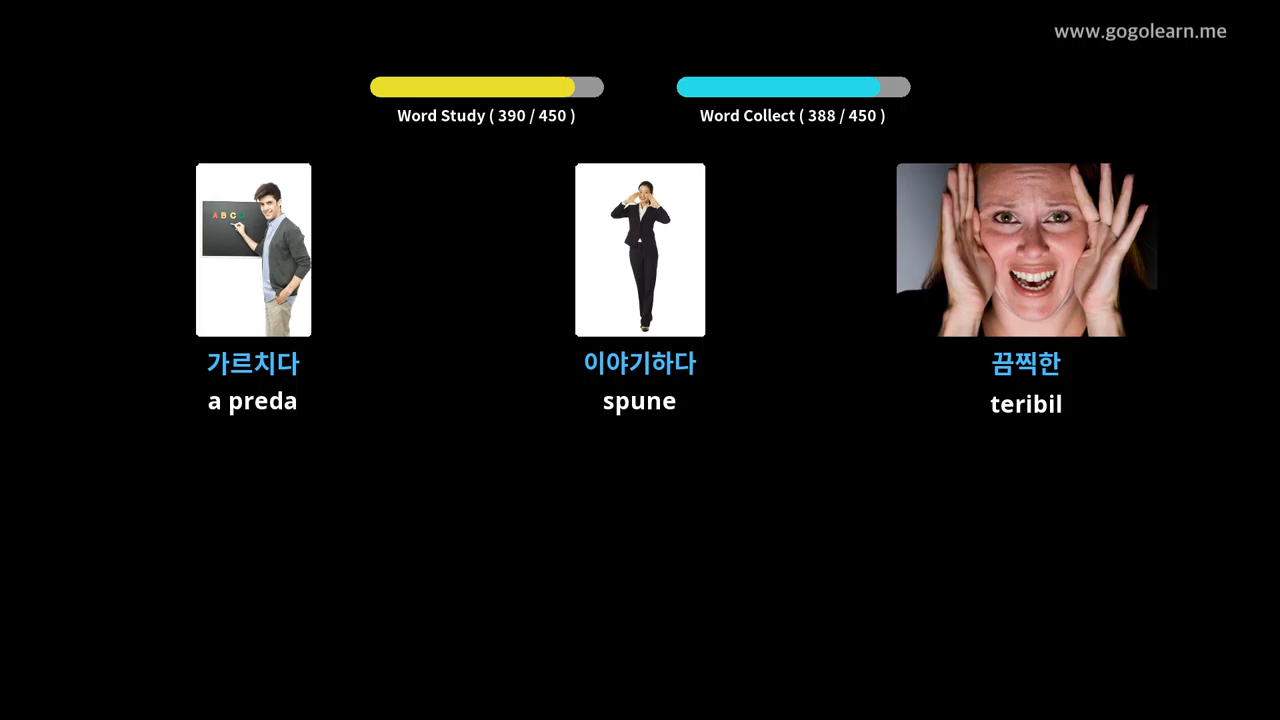 www.gogolearn.me
Word Study ( 390 / 450 )
Word Collect ( 388 / 450 )
A B C
가르치다
이야기하다
끔찍한
a preda
spune
teribil